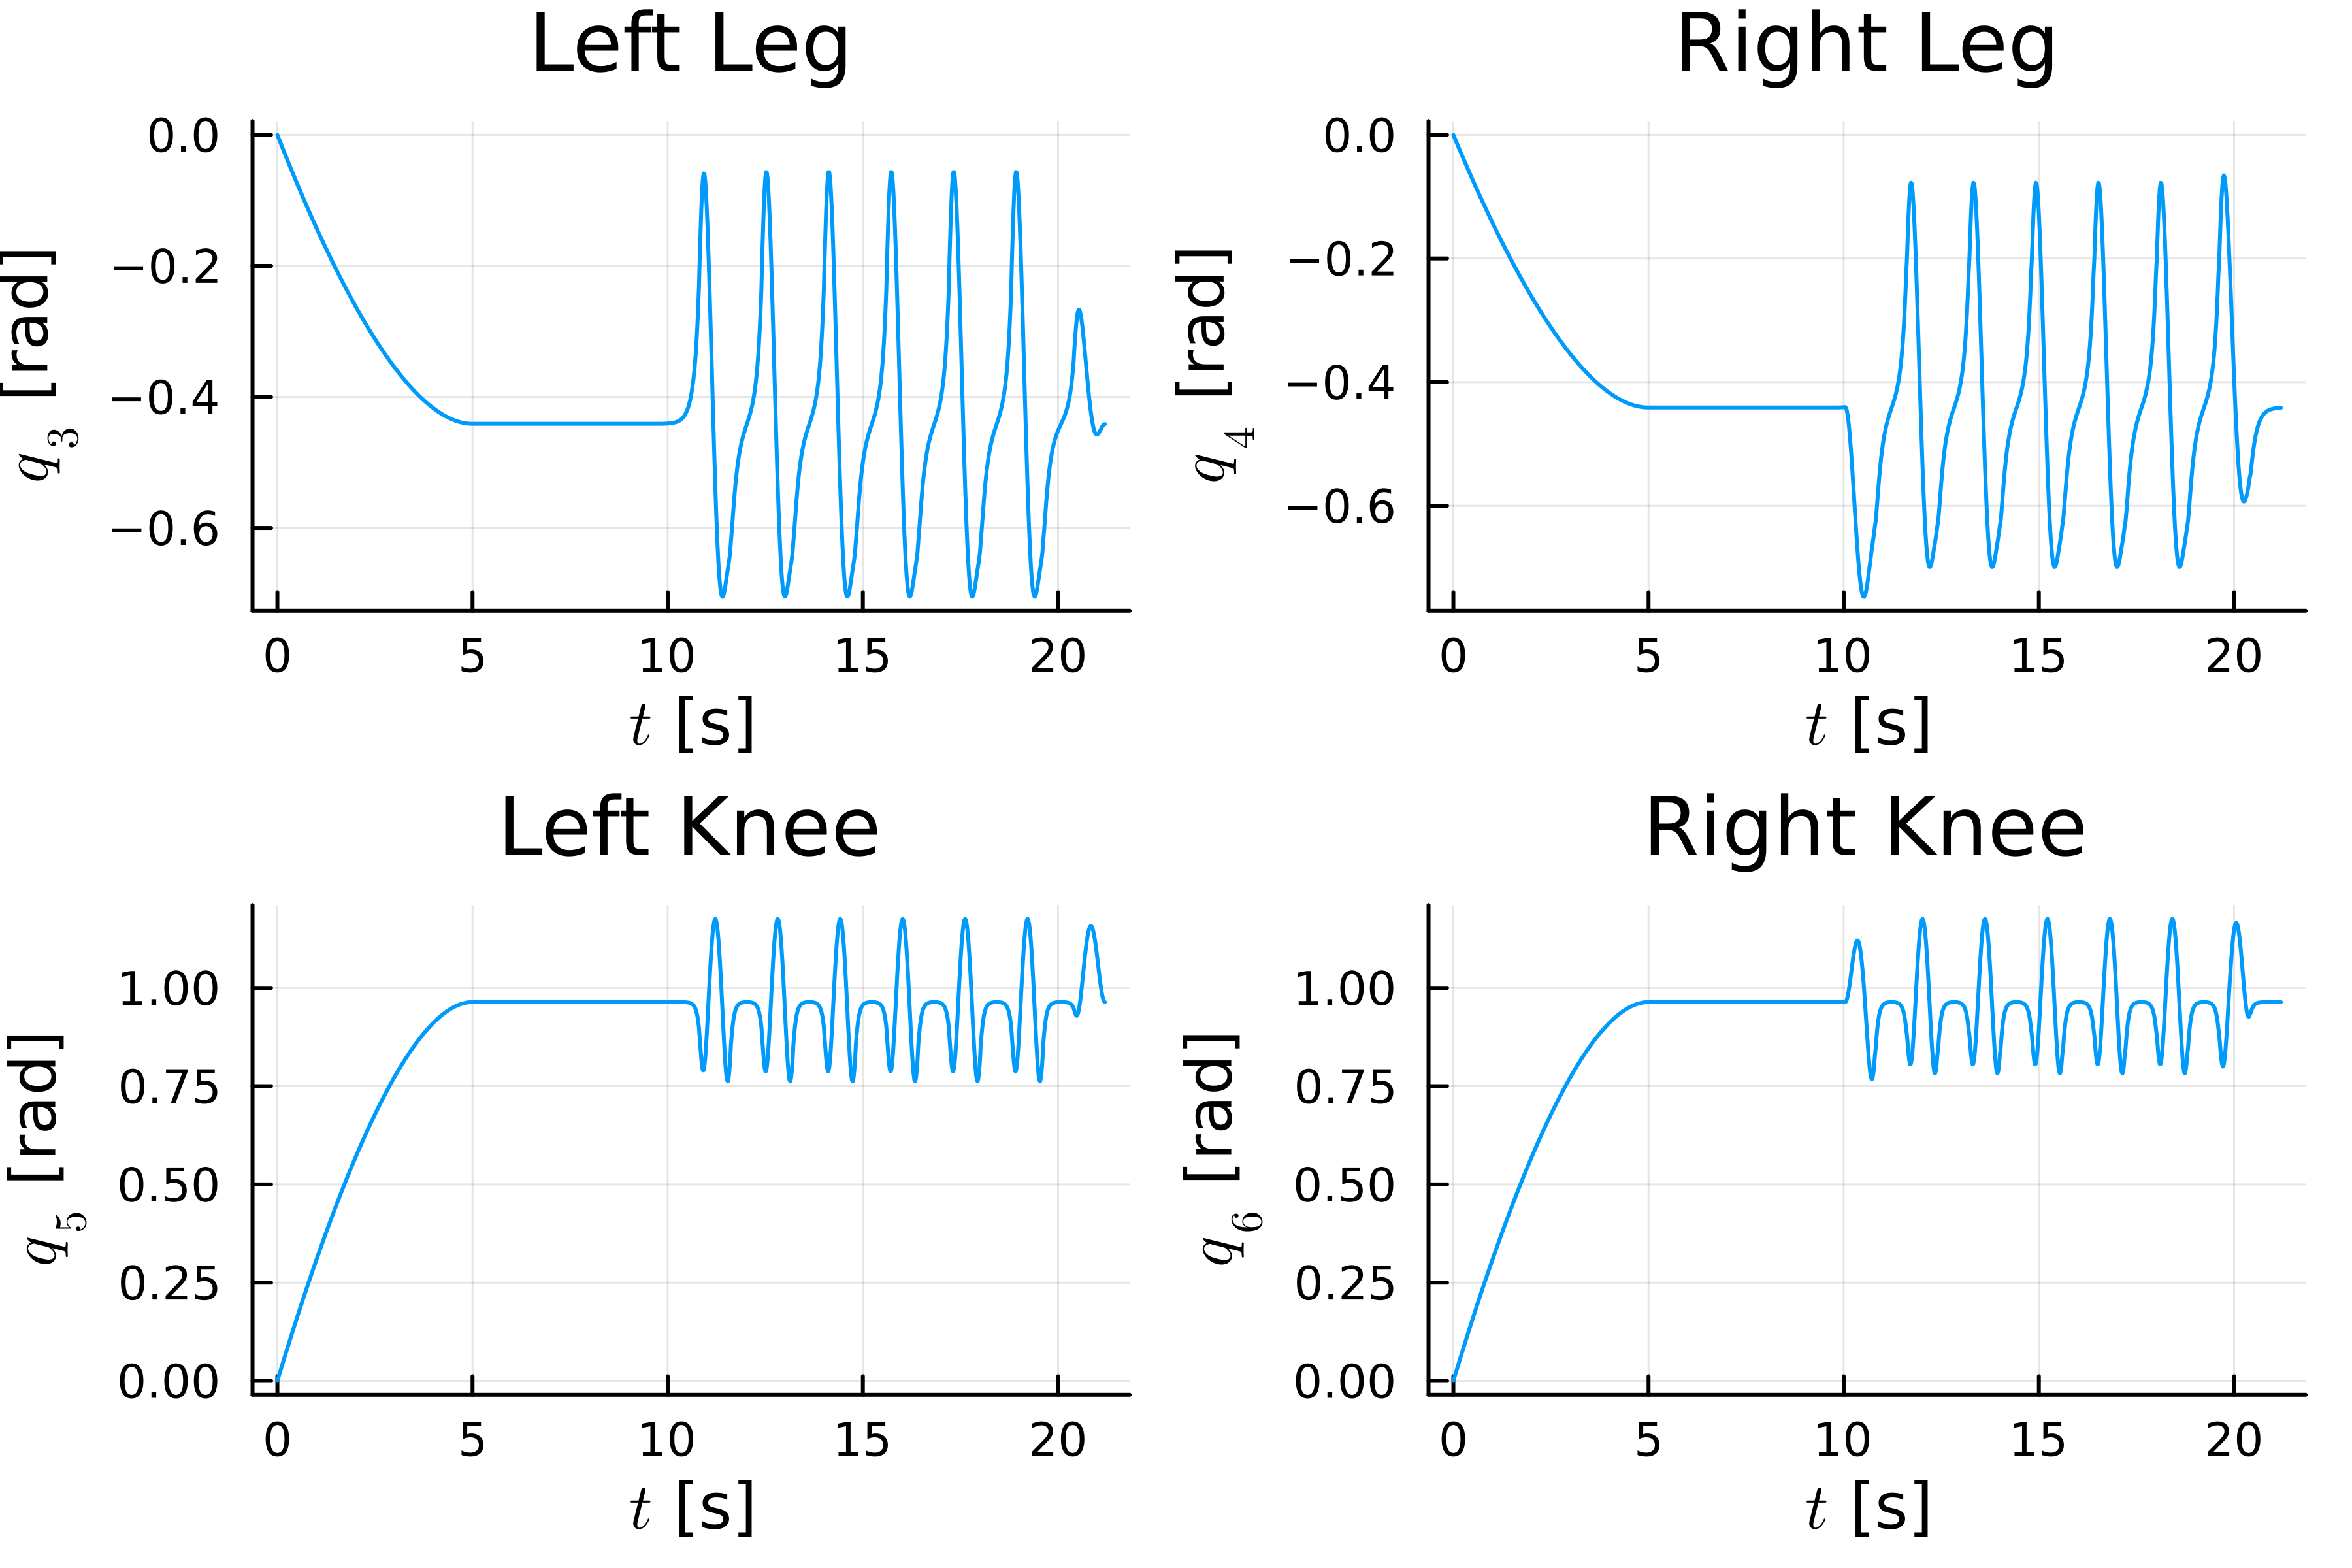 Left Leg
0.0
−0.2
−0.4
−0.6
q₃ [rad]
0 5 10 15 20
t [s]
Right Leg
0.0
−0.2
−0.4
−0.6
q₄ [rad]
0 5 10 15 20
t [s]
Left Knee
1.00
0.75
0.50
0.25
0.00
q₅ [rad]
0 5 10 15 20
t [s]
Right Knee
1.00
0.75
0.50
0.25
0.00
q₆ [rad]
0 5 10 15 20
t [s]